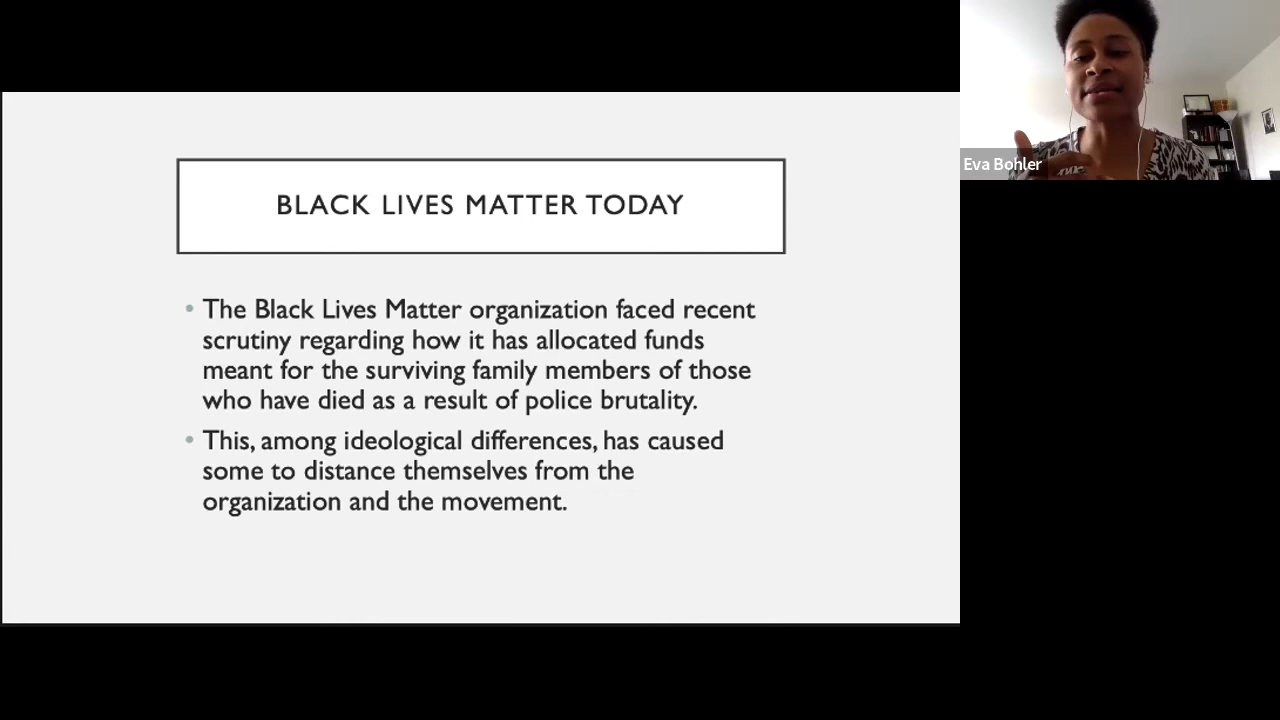 BLACK LIVES MATTER TODAY
• The Black Lives Matter organization faced recent
scrutiny regarding how it has allocated funds
meant for the surviving family members of those
who have died as a result of police brutality.
• This, among ideological differences, has caused
some to distance themselves from the
organization and the movement.
Eva Bohler